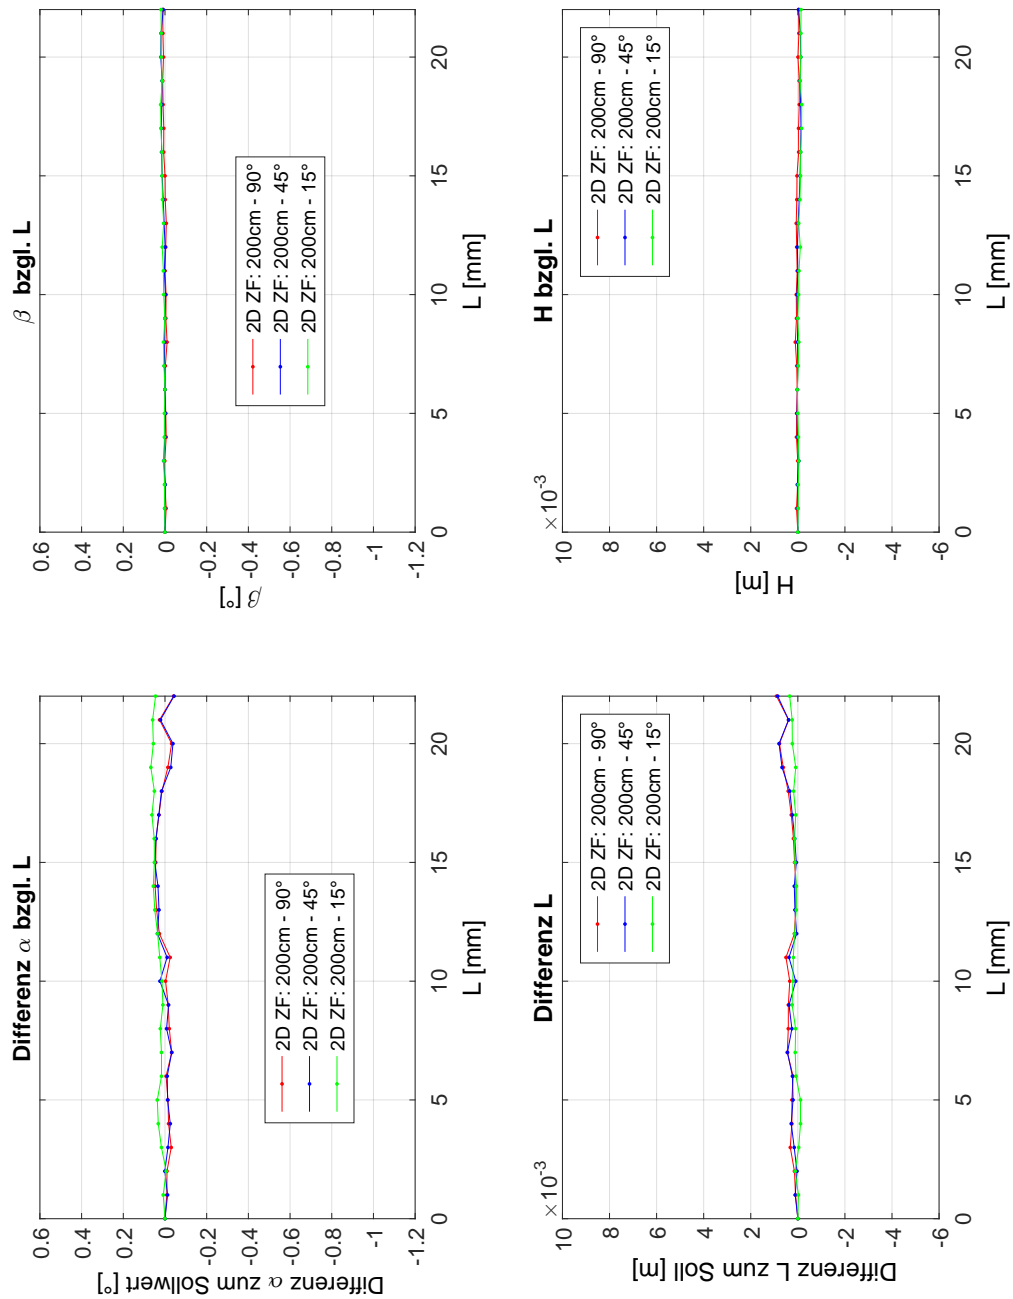 Differenz α bzgl. L
0.6
0.4
0.2
0
-0.2
-0.4
-0.6
-0.8
-1
-1.2
Differenz α zum Sollwert [°]
2D ZF: 200cm - 90°
2D ZF: 200cm - 45°
2D ZF: 200cm - 15°
0 5 10 15 20
L [mm]
β bzgl. L
0.6
0.4
0.2
0
-0.2
-0.4
-0.6
-0.8
-1
-1.2
β [°]
2D ZF: 200cm - 90°
2D ZF: 200cm - 45°
2D ZF: 200cm - 15°
0 5 10 15 20
L [mm]
Differenz L
×10⁻³
10
8
6
4
2
0
-2
-4
-6
Differenz L zum Soll [m]
2D ZF: 200cm - 90°
2D ZF: 200cm - 45°
2D ZF: 200cm - 15°
0 5 10 15 20
L [mm]
H bzgl. L
×10⁻³
10
8
6
4
2
0
-2
-4
-6
H [m]
2D ZF: 200cm - 90°
2D ZF: 200cm - 45°
2D ZF: 200cm - 15°
0 5 10 15 20
L [mm]